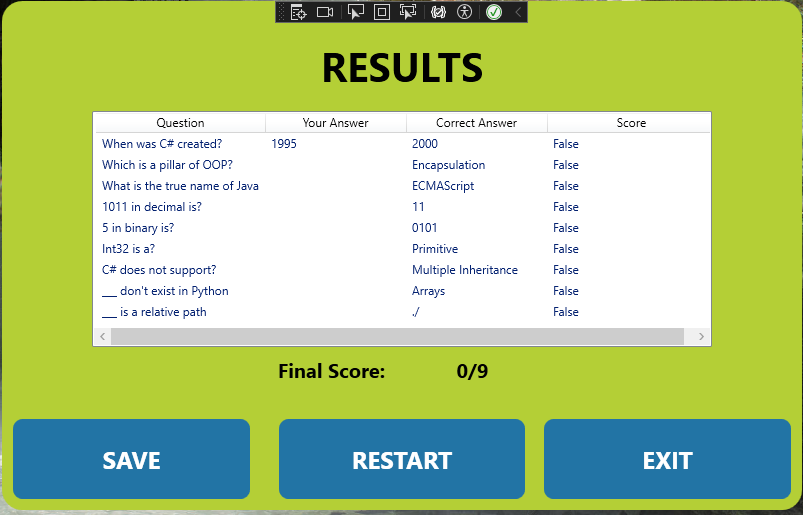 RESULTS
Question Your Answer Correct Answer Score
When was C# created? 1995 2000 False
Which is a pillar of OOP? Encapsulation False
What is the true name of Java ECMAScript False
1011 in decimal is? 11 False
5 in binary is? 0101 False
Int32 is a? Primitive False
C# does not support? Multiple Inheritance False
___ don't exist in Python Arrays False
___ is a relative path ./ False
Final Score: 0/9
SAVE RESTART EXIT